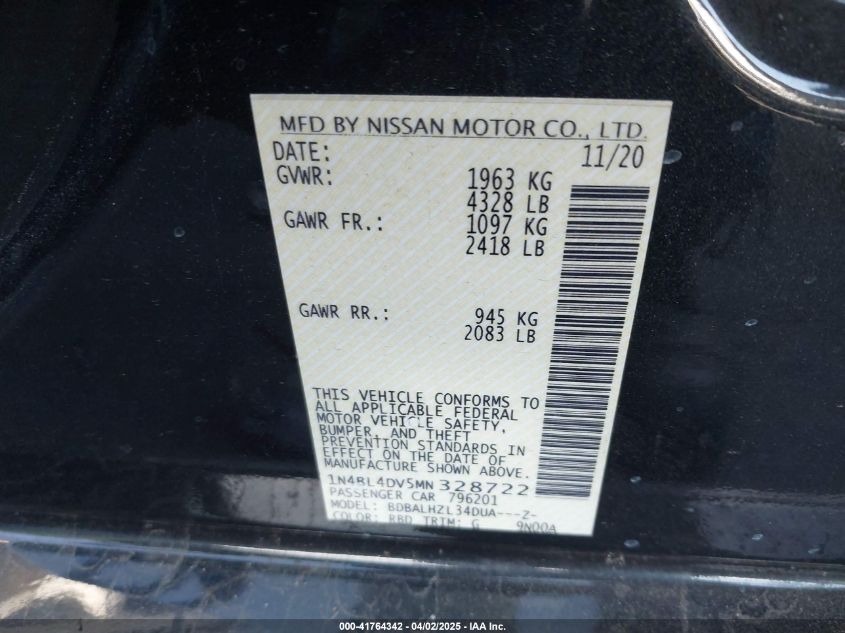 MFD BY NISSAN MOTOR CO., LTD.
DATE: 11/20
GVWR: 1963 KG
4328 LB
GAWR FR.: 1097 KG
2418 LB
GAWR RR.: 945 KG
2083 LB
THIS VEHICLE CONFORMS TO
ALL APPLICABLE FEDERAL
MOTOR VEHICLE SAFETY,
BUMPER, AND THEFT
PREVENTION STANDARDS IN
EFFECT ON THE DATE OF
MANUFACTURE SHOWN ABOVE.
1N4BL4DV5MN328722
PASSENGER CAR 796201
MODEL: BDBALHZL34DUA---Z-
COLOR: RBD TRIM: G 9N00A
000-41764342 - 04/02/2025 - IAA Inc.